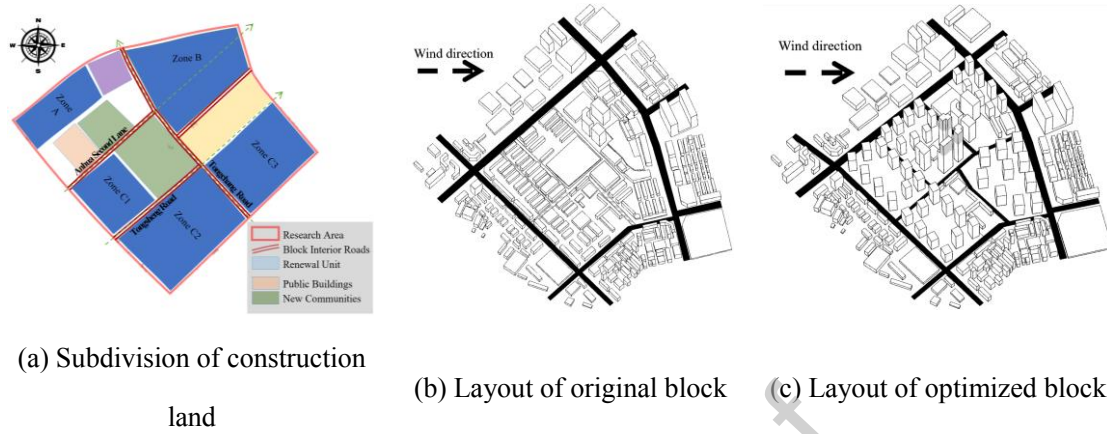 N
W E
S
Zone B
Zone A
Anhua Second Lane
Zone C1
Zone C3
Tongchang Road
Tongsheng Road
Zone C2
Research Area
Block Interior Roads
Renewal Unit
Public Buildings
New Communities
(a) Subdivision of construction
land
Wind direction
(b) Layout of original block
Wind direction
(c) Layout of optimized block
f